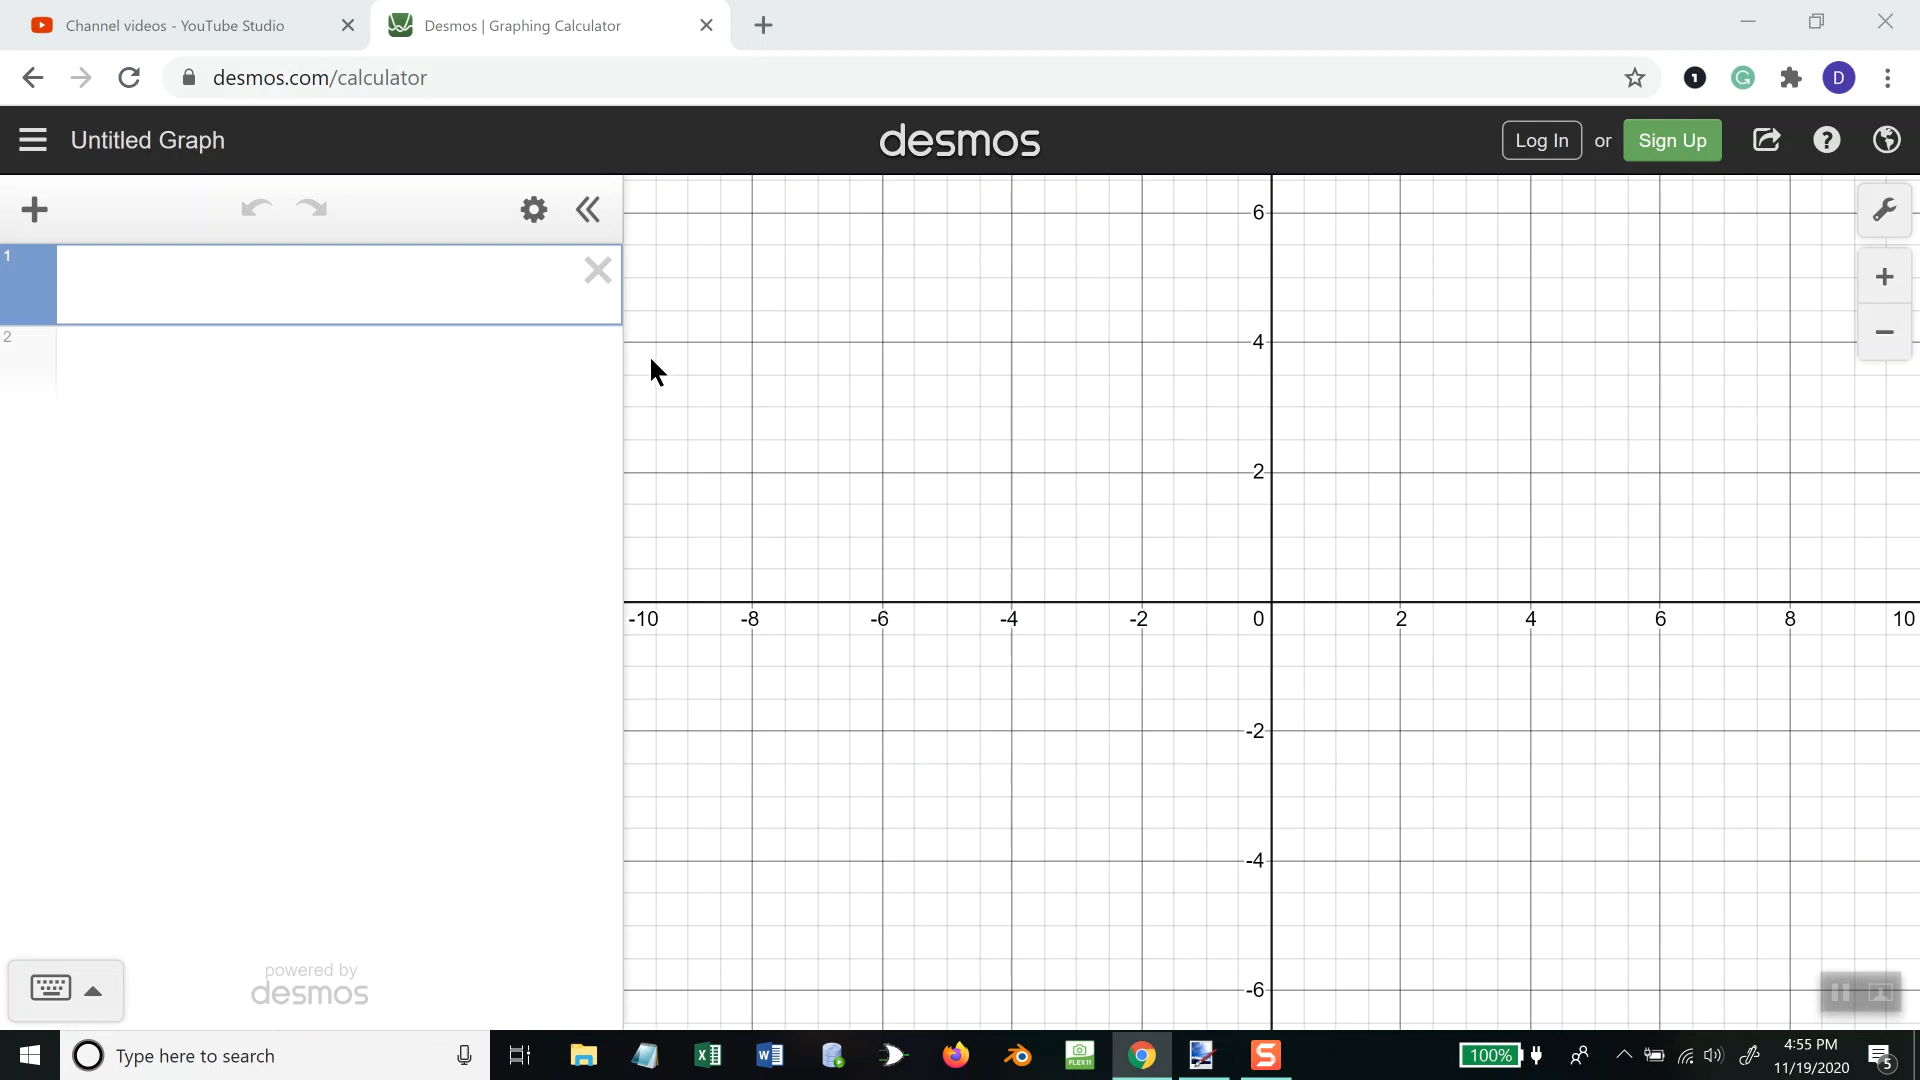 Channel videos - YouTube Studio
Desmos | Graphing Calculator
desmos.com/calculator
D
Untitled Graph
desmos
Log In
or
Sign Up
1
2
6
4
2
-10
-8
-6
-4
-2
0
2
4
6
8
10
-2
-4
-6
powered by
desmos
Type here to search
FLEX11
100%
4:55 PM
11/19/2020
5